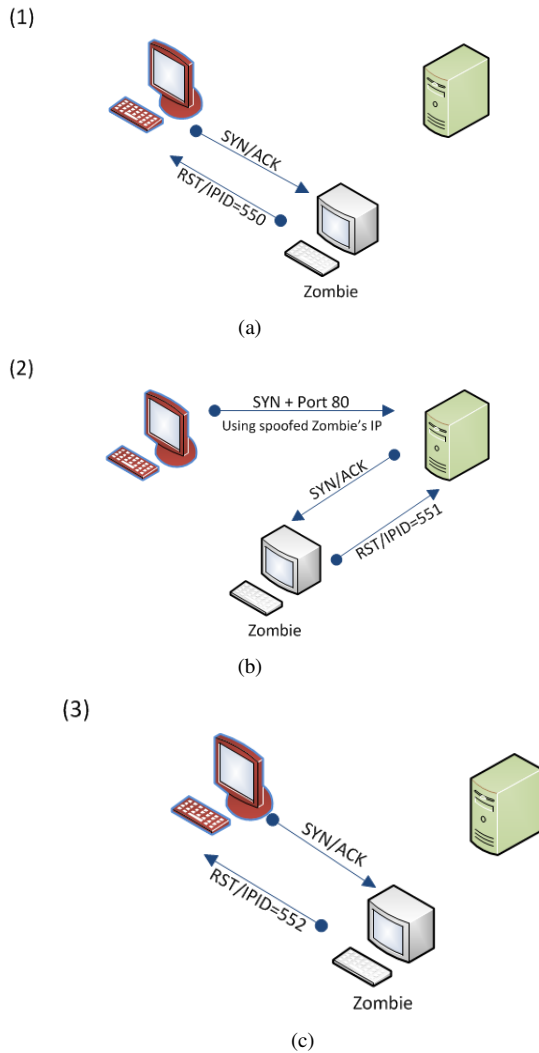 (1)
SYN/ACK
RST/IPID=550
Zombie
(a)
(2)
SYN + Port 80
Using spoofed Zombie's IP
SYN/ACK
RST/IPID=551
Zombie
(b)
(3)
SYN/ACK
RST/IPID=552
Zombie
(c)